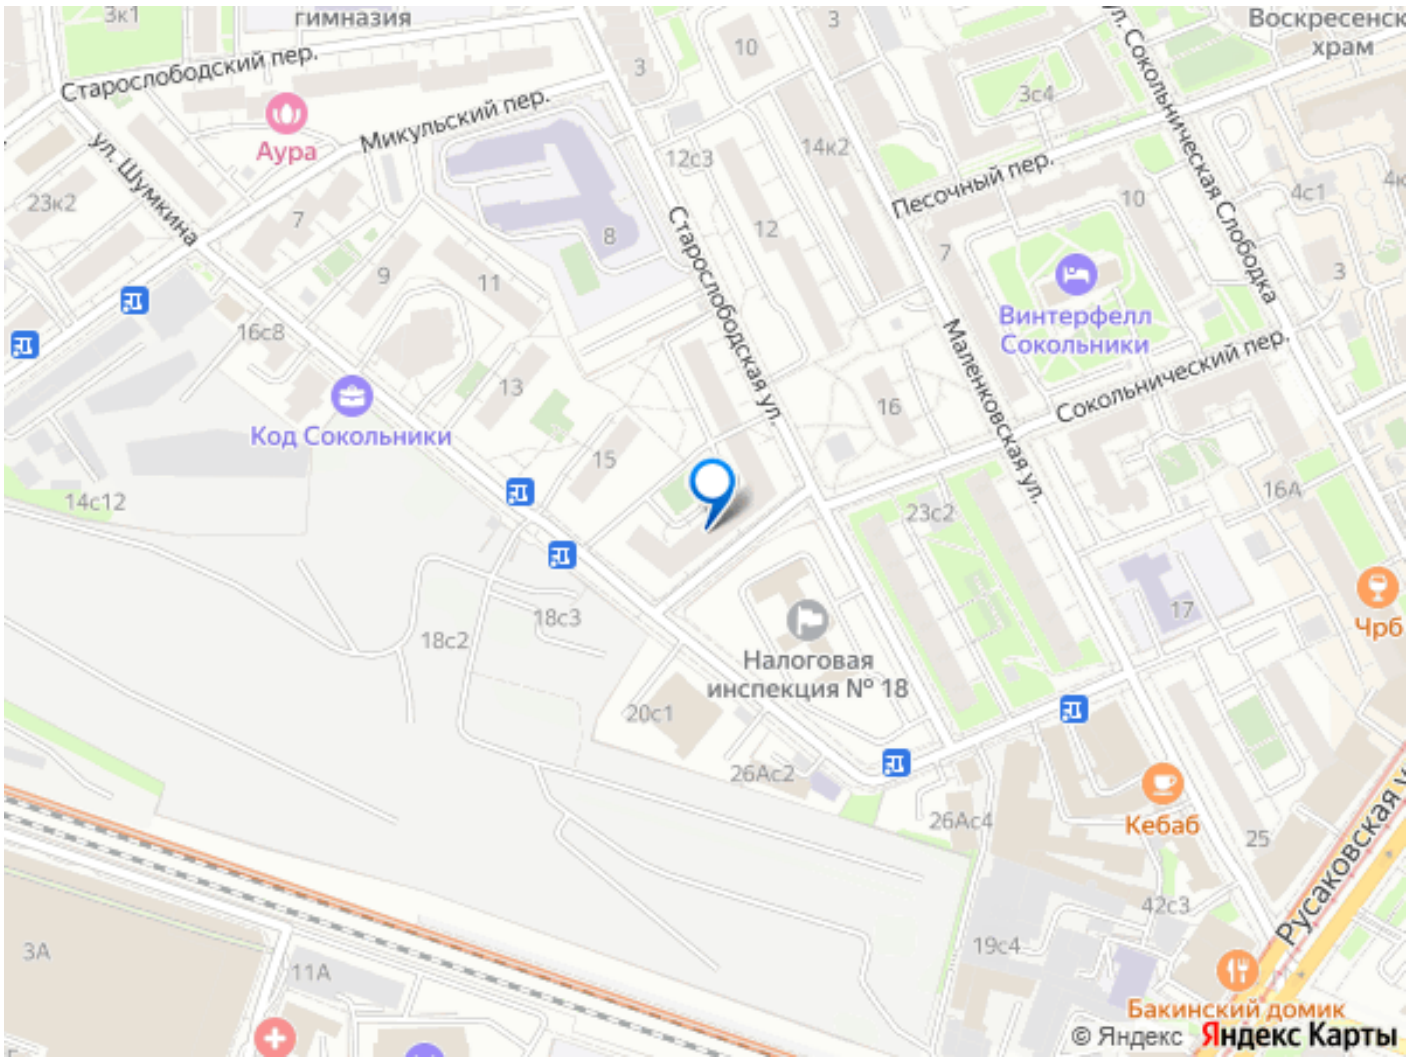 3к1
гимназия
Воскресенск
храм
ул. Сокольническая Слободка
Старослободский пер.
10
3
3
3с4
Микульский пер.
Аура
ул. Шумкина
12с3
14к2
Песочный пер.
23к2
7
8
12
10
4с1
4к
9
11
Старослободская ул.
7
Винтерфелл
Сокольники
3
16с8
Маленковская ул.
Сокольнический пер.
13
16
Код Сокольники
15
14с12
23с2
16А
18с3
18с2
17
Чрб
Налоговая
инспекция № 18
20с1
26Ас2
26Ас4
Кебаб
25
Русаковская у
42с3
3А
11А
19с4
Бакинский домик
© Яндекс Яндекс Карты